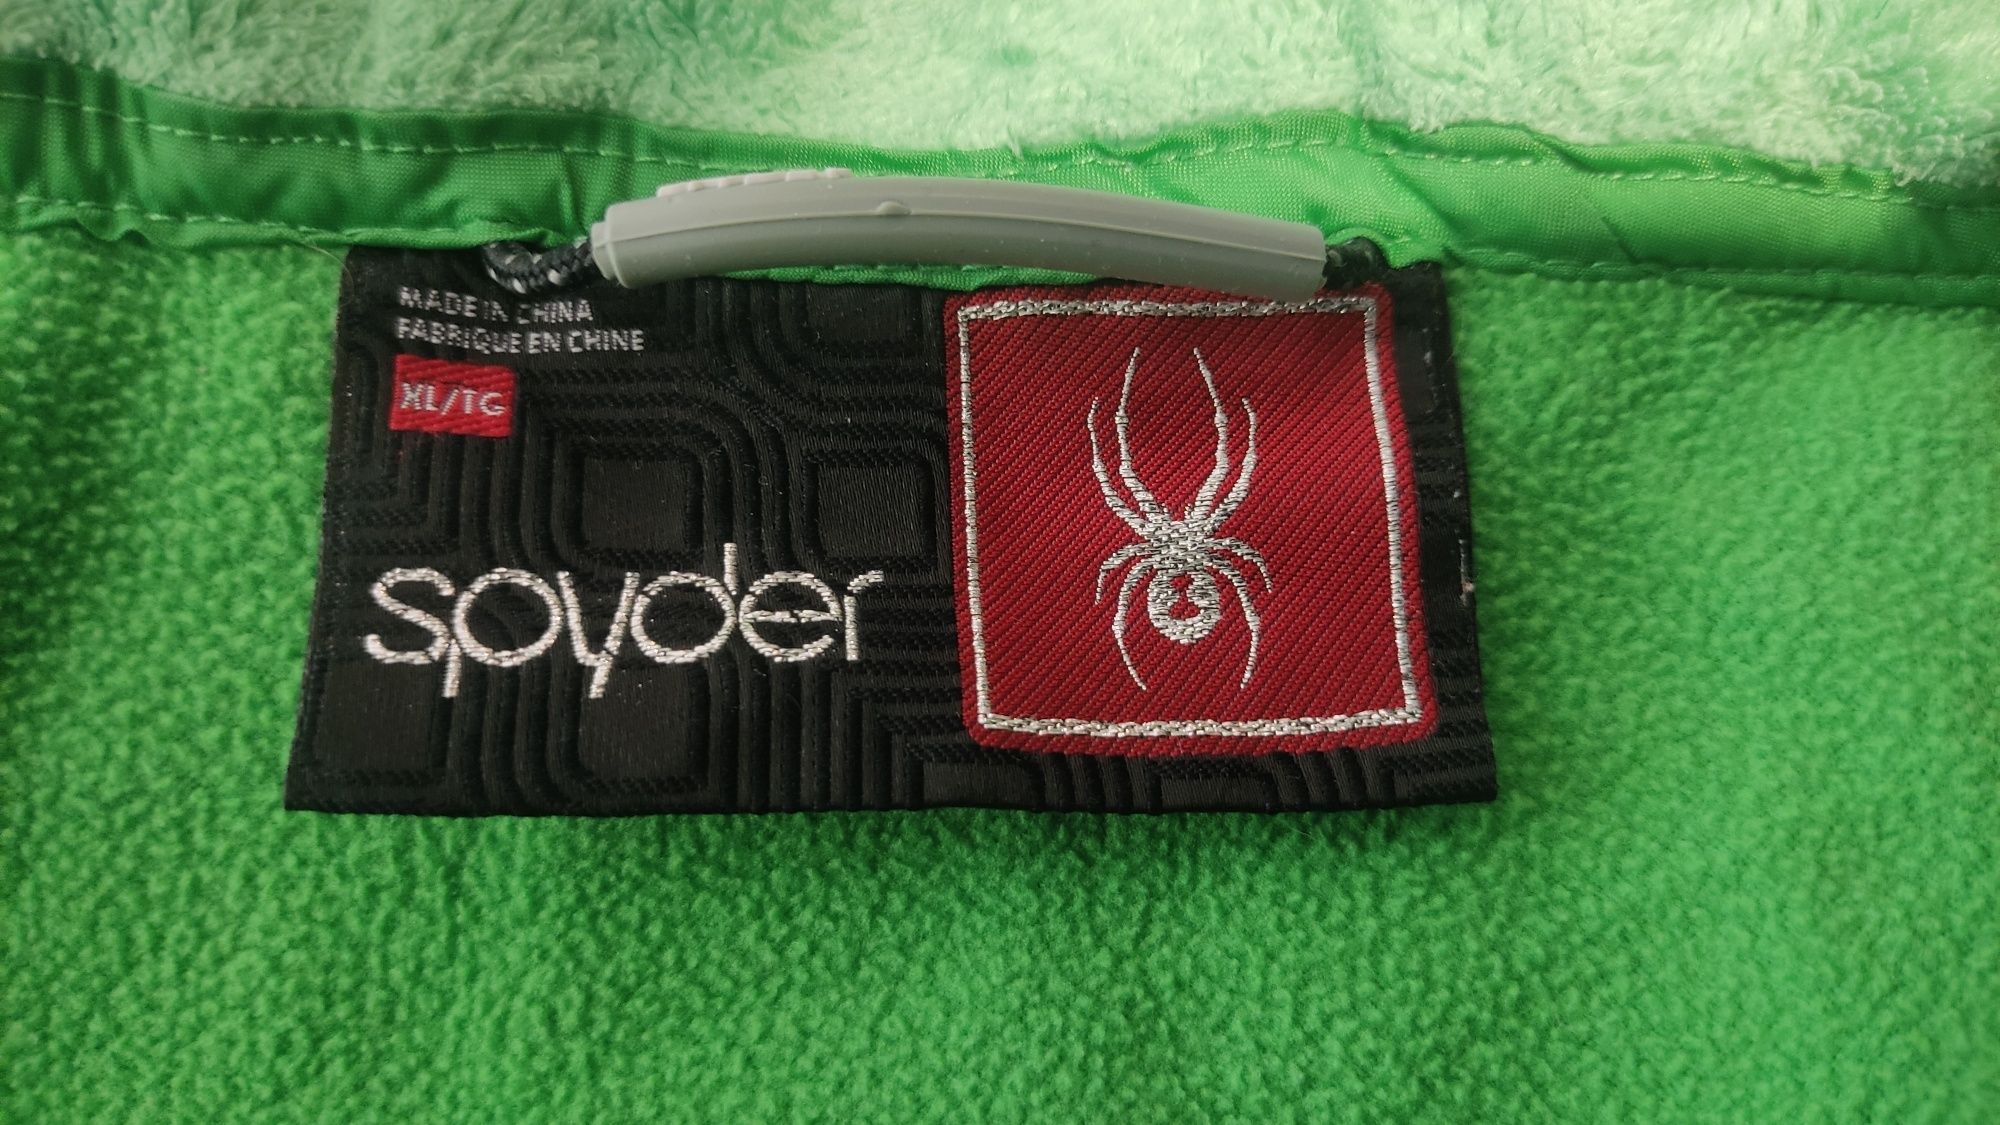 MADE IN CHINA
FABRIQUE EN CHINE
XL/TG
spyder